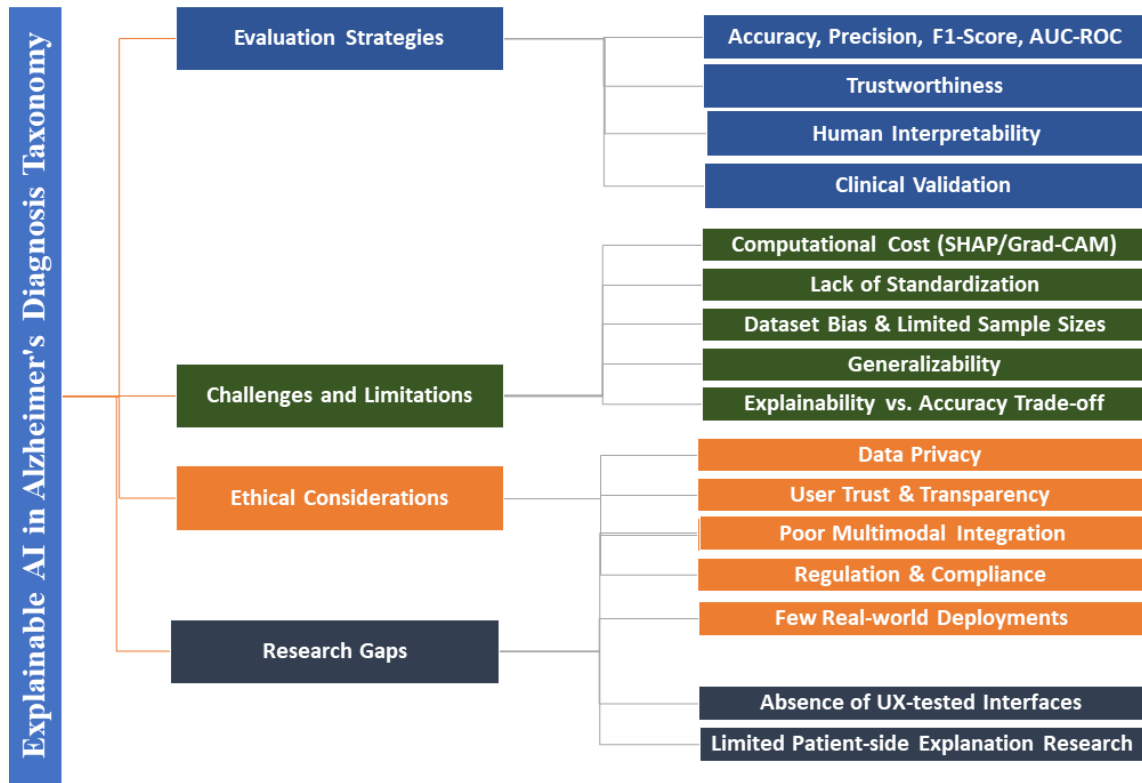 Explainable AI in Alzheimer's Diagnosis Taxonomy
Evaluation Strategies
Accuracy, Precision, F1-Score, AUC-ROC
Trustworthiness
Human Interpretability
Clinical Validation
Challenges and Limitations
Computational Cost (SHAP/Grad-CAM)
Lack of Standardization
Dataset Bias & Limited Sample Sizes
Generalizability
Explainability vs. Accuracy Trade-off
Ethical Considerations
Data Privacy
User Trust & Transparency
Poor Multimodal Integration
Regulation & Compliance
Few Real-world Deployments
Research Gaps
Absence of UX-tested Interfaces
Limited Patient-side Explanation Research